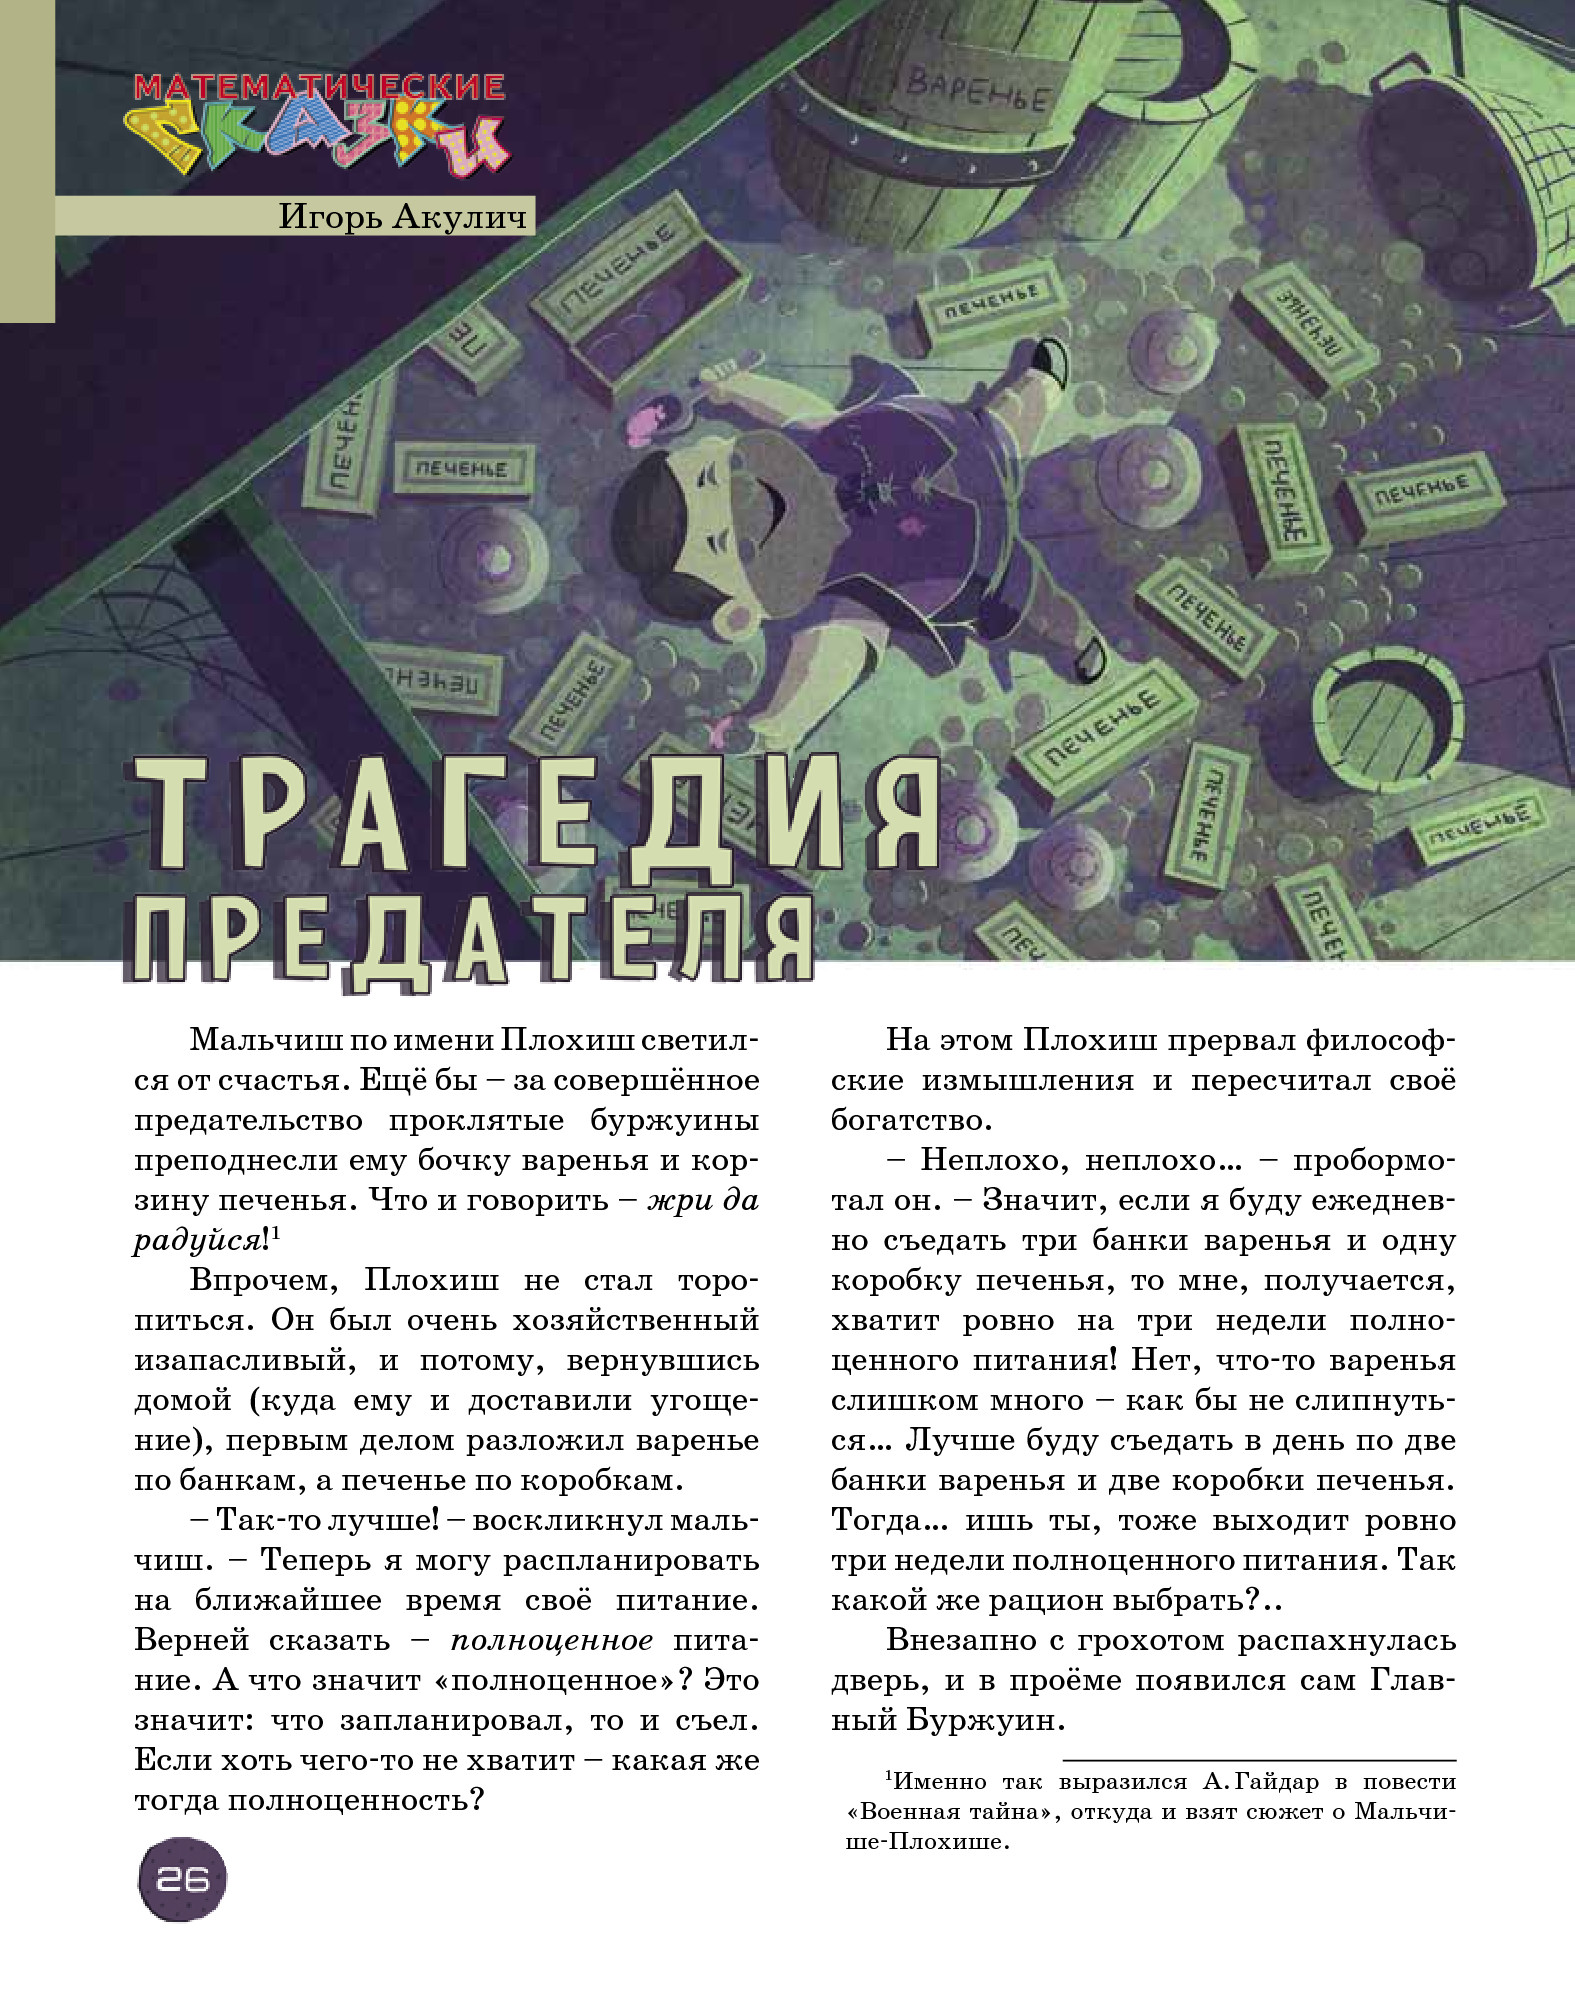 МАТЕМАТИЧЕСКИЕ
СКАЗКИ
Игорь Акулич
ВАРЕНЬЕ
ПЕЧЕНЬЕ
ПЕЧЕНЬЕ
ПЕЧЕНЬЕ
ПЕ
ПЕЧЕНЬ
ПЕЧЕНЬЕ
ПЕЧЕНЬЕ
ПЕЧЕНЬЕ
ПЕЧЕНЬЕ
ПЕЧЕНЬЕ
ПЕЧЕНЬЕ
ПЕЧЕНЬЕ
ПЕЧЕНЬЕ
ПЕЧЕНЬЕ
ПЕЧЕН
ПЕЧ
ТРАГЕДИЯ
ПРЕДАТЕЛЯ
Мальчиш по имени Плохиш светил-
ся от счастья. Ещё бы – за совершённое
предательство проклятые буржуины
преподнесли ему бочку варенья и кор-
зину печенья. Что и говорить – жри да
радуйся!¹
Впрочем, Плохиш не стал торо-
питься. Он был очень хозяйственный
изапасливый, и потому, вернувшись
домой (куда ему и доставили угоще-
ние), первым делом разложил варенье
по банкам, а печенье по коробкам.
– Так-то лучше! – воскликнул маль-
чиш. – Теперь я могу распланировать
на ближайшее время своё питание.
Верней сказать – полноценное пита-
ние. А что значит «полноценное»? Это
значит: что запланировал, то и съел.
Если хоть чего-то не хватит – какая же
тогда полноценность?
На этом Плохиш прервал философ-
ские измышления и пересчитал своё
богатство.
– Неплохо, неплохо… – пробормо-
тал он. – Значит, если я буду ежеднев-
но съедать три банки варенья и одну
коробку печенья, то мне, получается,
хватит ровно на три недели полно-
ценного питания! Нет, что-то варенья
слишком много – как бы не слипнуть-
ся… Лучше буду съедать в день по две
банки варенья и две коробки печенья.
Тогда… ишь ты, тоже выходит ровно
три недели полноценного питания. Так
какой же рацион выбрать?..
Внезапно с грохотом распахнулась
дверь, и в проёме появился сам Глав-
ный Буржуин.
¹Именно так выразился А. Гайдар в повести
«Военная тайна», откуда и взят сюжет о Мальчи-
ше-Плохише.
26